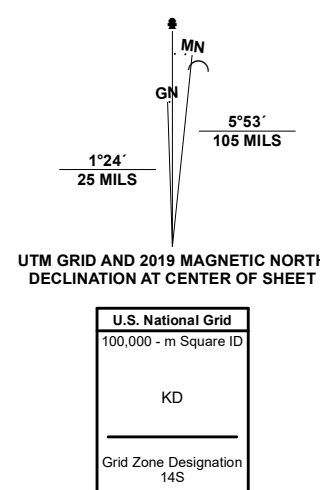 MN
GN
5°53´
105 MILS
1°24´
25 MILS
UTM GRID AND 2019 MAGNETIC NORTH
DECLINATION AT CENTER OF SHEET
U.S. National Grid
100,000 - m Square ID
KD
Grid Zone Designation
14S